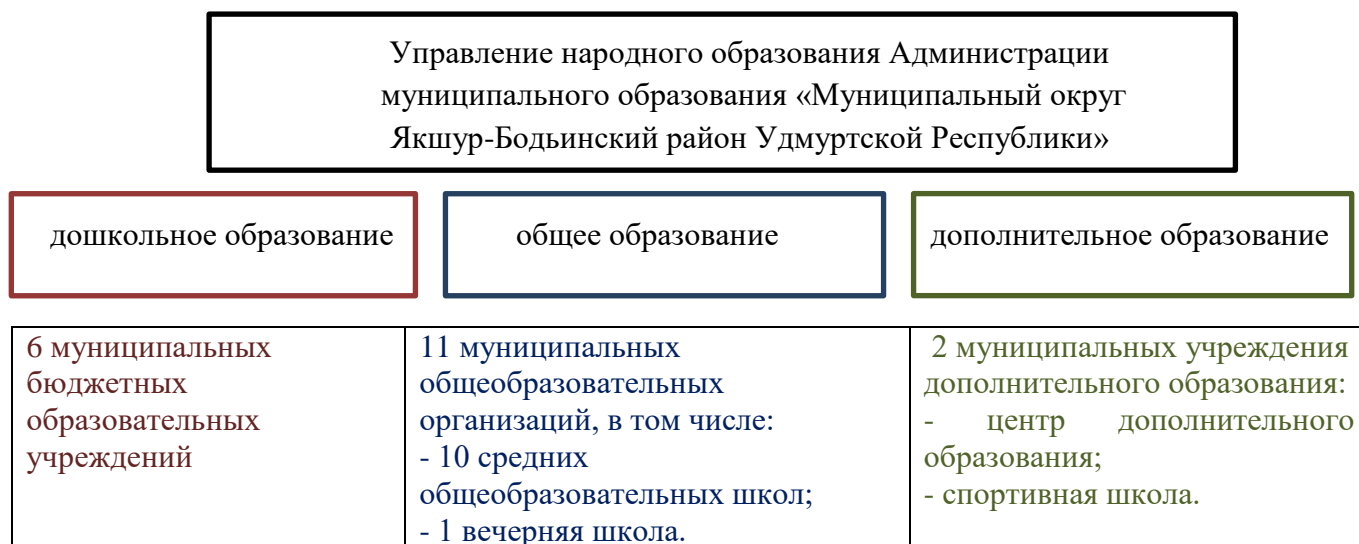 Управление народного образования Администрации
муниципального образования «Муниципальный округ
Якшур-Бодьинский район Удмуртской Республики»
дошкольное образование
общее образование
дополнительное образование
6 муниципальных
бюджетных
образовательных
учреждений
11 муниципальных
общеобразовательных
организаций, в том числе:
- 10 средних
общеобразовательных школ;
- 1 вечерняя школа.
2 муниципальных учреждения
дополнительного образования:
- центр дополнительного
образования;
- спортивная школа.